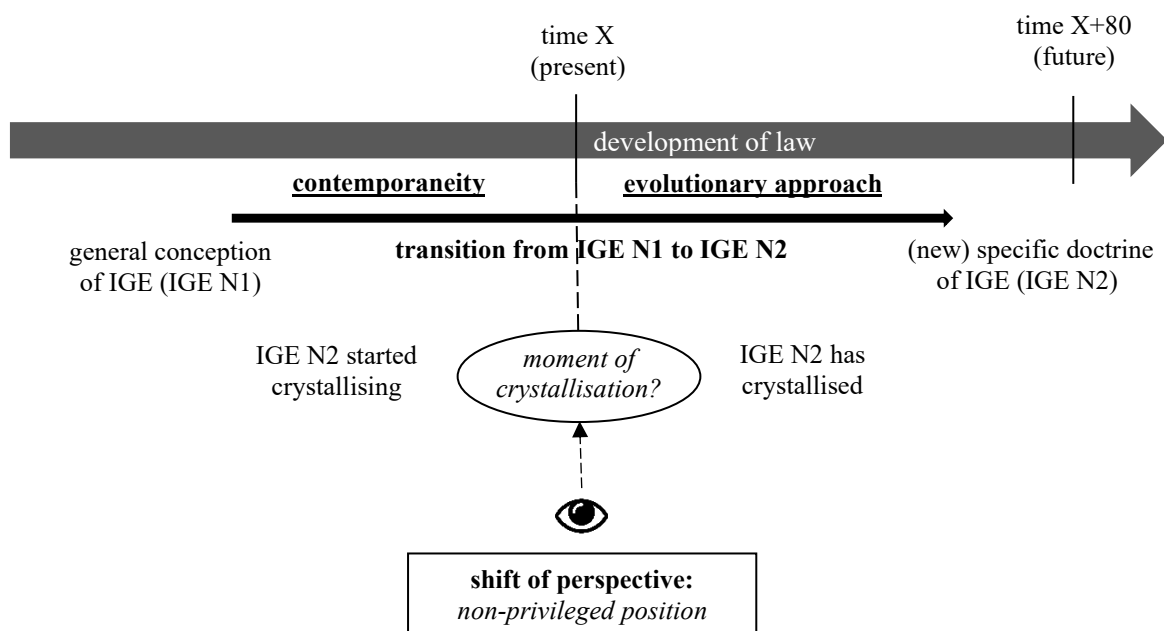 time X
(present)
time X+80
(future)
development of law
contemporaneity
evolutionary approach
general conception
of IGE (IGE N1)
transition from IGE N1 to IGE N2
(new) specific doctrine
of IGE (IGE N2)
IGE N2 started
crystallising
moment of
crystallisation?
IGE N2 has
crystallised
shift of perspective:
non-privileged position